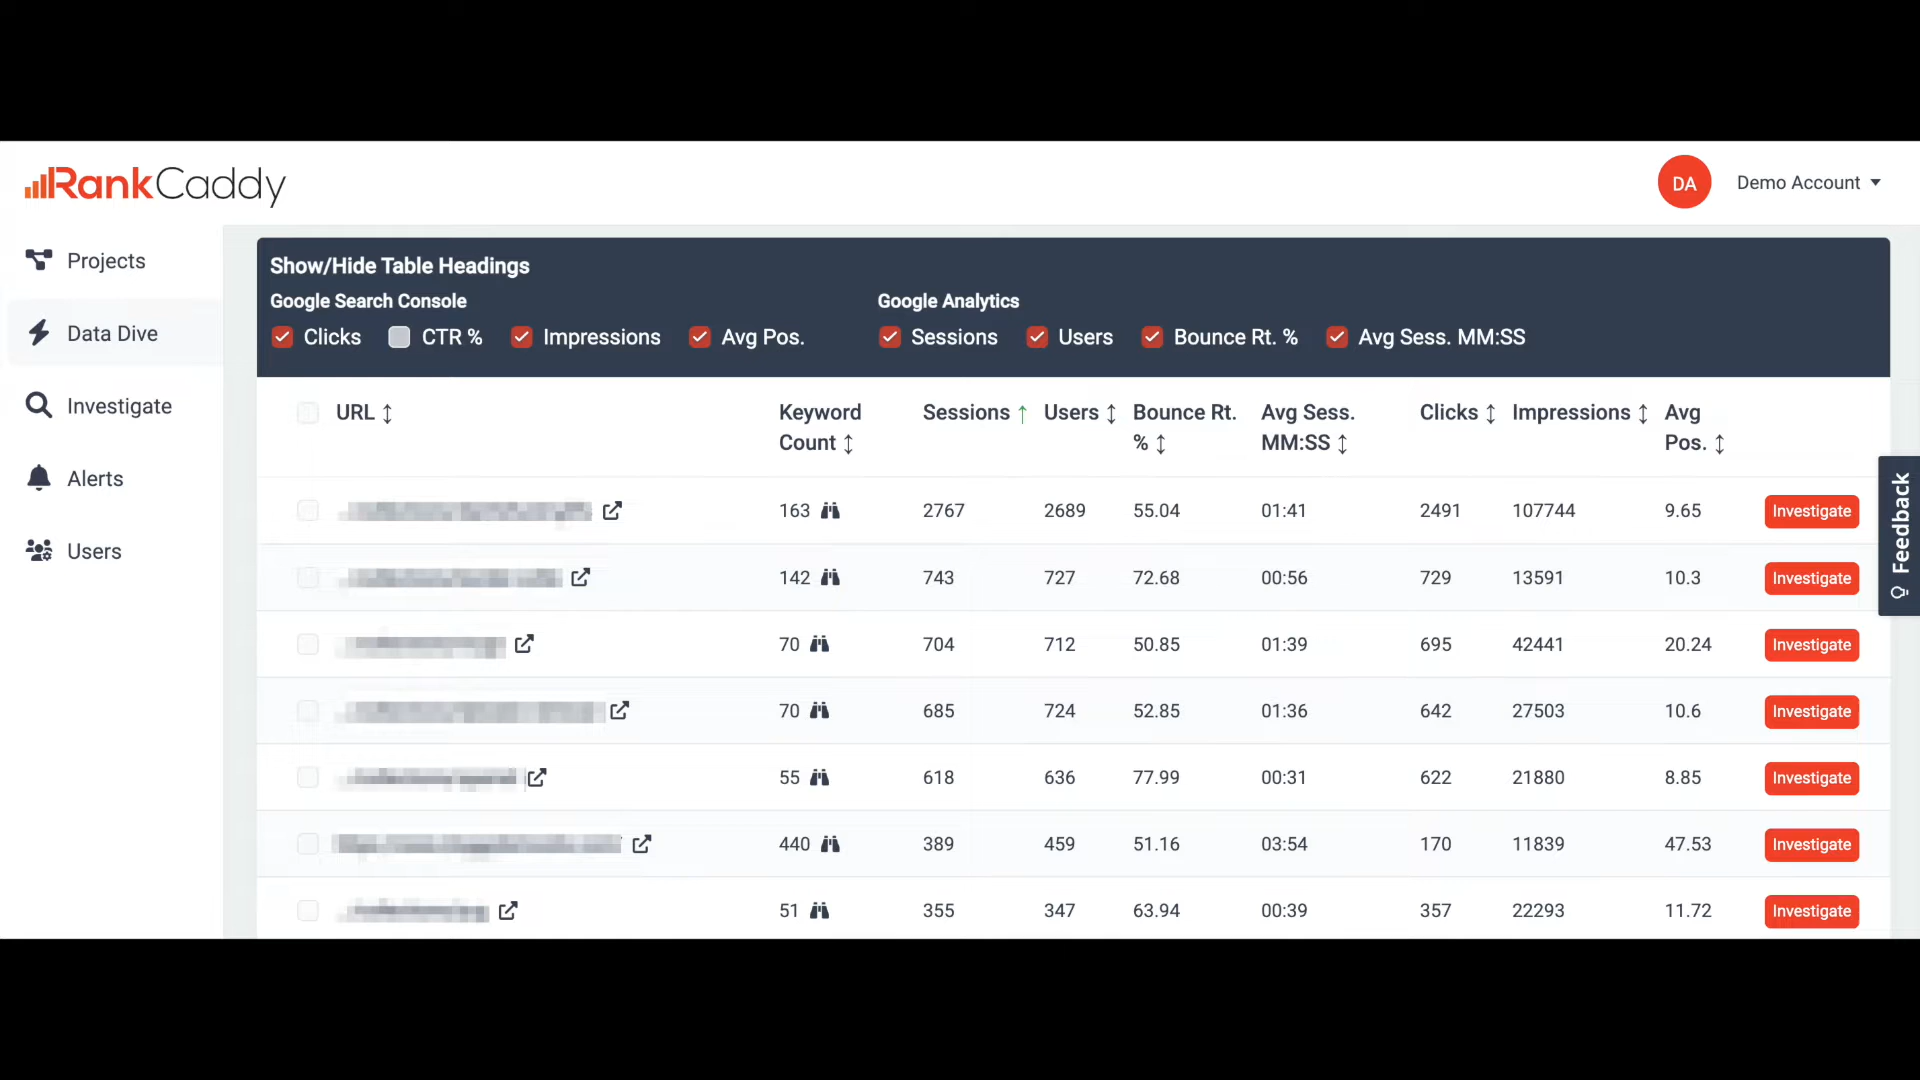 RankCaddy
DA Demo Account
Projects
Data Dive
Investigate
Alerts
Users
Show/Hide Table Headings
Google Search Console Google Analytics
Clicks CTR % Impressions Avg Pos. Sessions Users Bounce Rt. % Avg Sess. MM:SS
URL Keyword Count Sessions Users Bounce Rt. % Avg Sess. MM:SS Clicks Impressions Avg Pos.
163 2767 2689 55.04 01:41 2491 107744 9.65 Investigate
142 743 727 72.68 00:56 729 13591 10.3 Investigate
70 704 712 50.85 01:39 695 42441 20.24 Investigate
70 685 724 52.85 01:36 642 27503 10.6 Investigate
55 618 636 77.99 00:31 622 21880 8.85 Investigate
440 389 459 51.16 03:54 170 11839 47.53 Investigate
51 355 347 63.94 00:39 357 22293 11.72 Investigate
Feedback